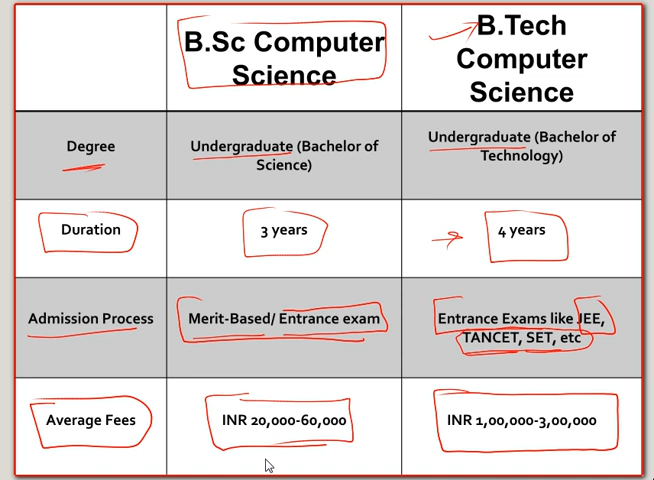 B.Sc Computer
Science
B.Tech
Computer
Science
Degree
Undergraduate (Bachelor of
Science)
Undergraduate (Bachelor of
Technology)
Duration
3 years
4 years
Admission Process
Merit-Based/ Entrance exam
Entrance Exams like JEE,
TANCET, SET, etc
Average Fees
INR 20,000-60,000
INR 1,00,000-3,00,000